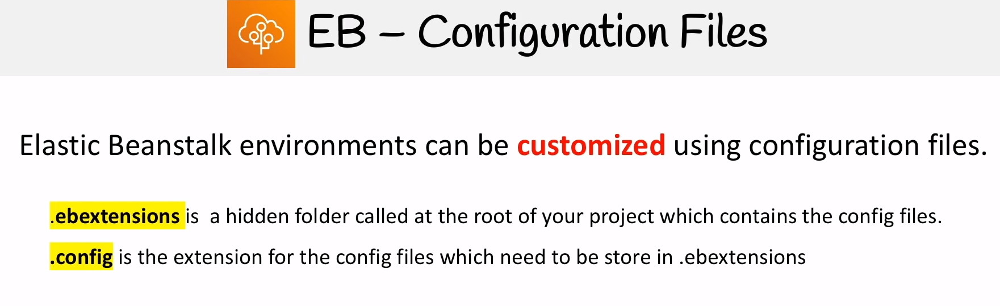 EB – Configuration Files
Elastic Beanstalk environments can be customized using configuration files.
.ebextensions is a hidden folder called at the root of your project which contains the config files.
.config is the extension for the config files which need to be store in .ebextensions